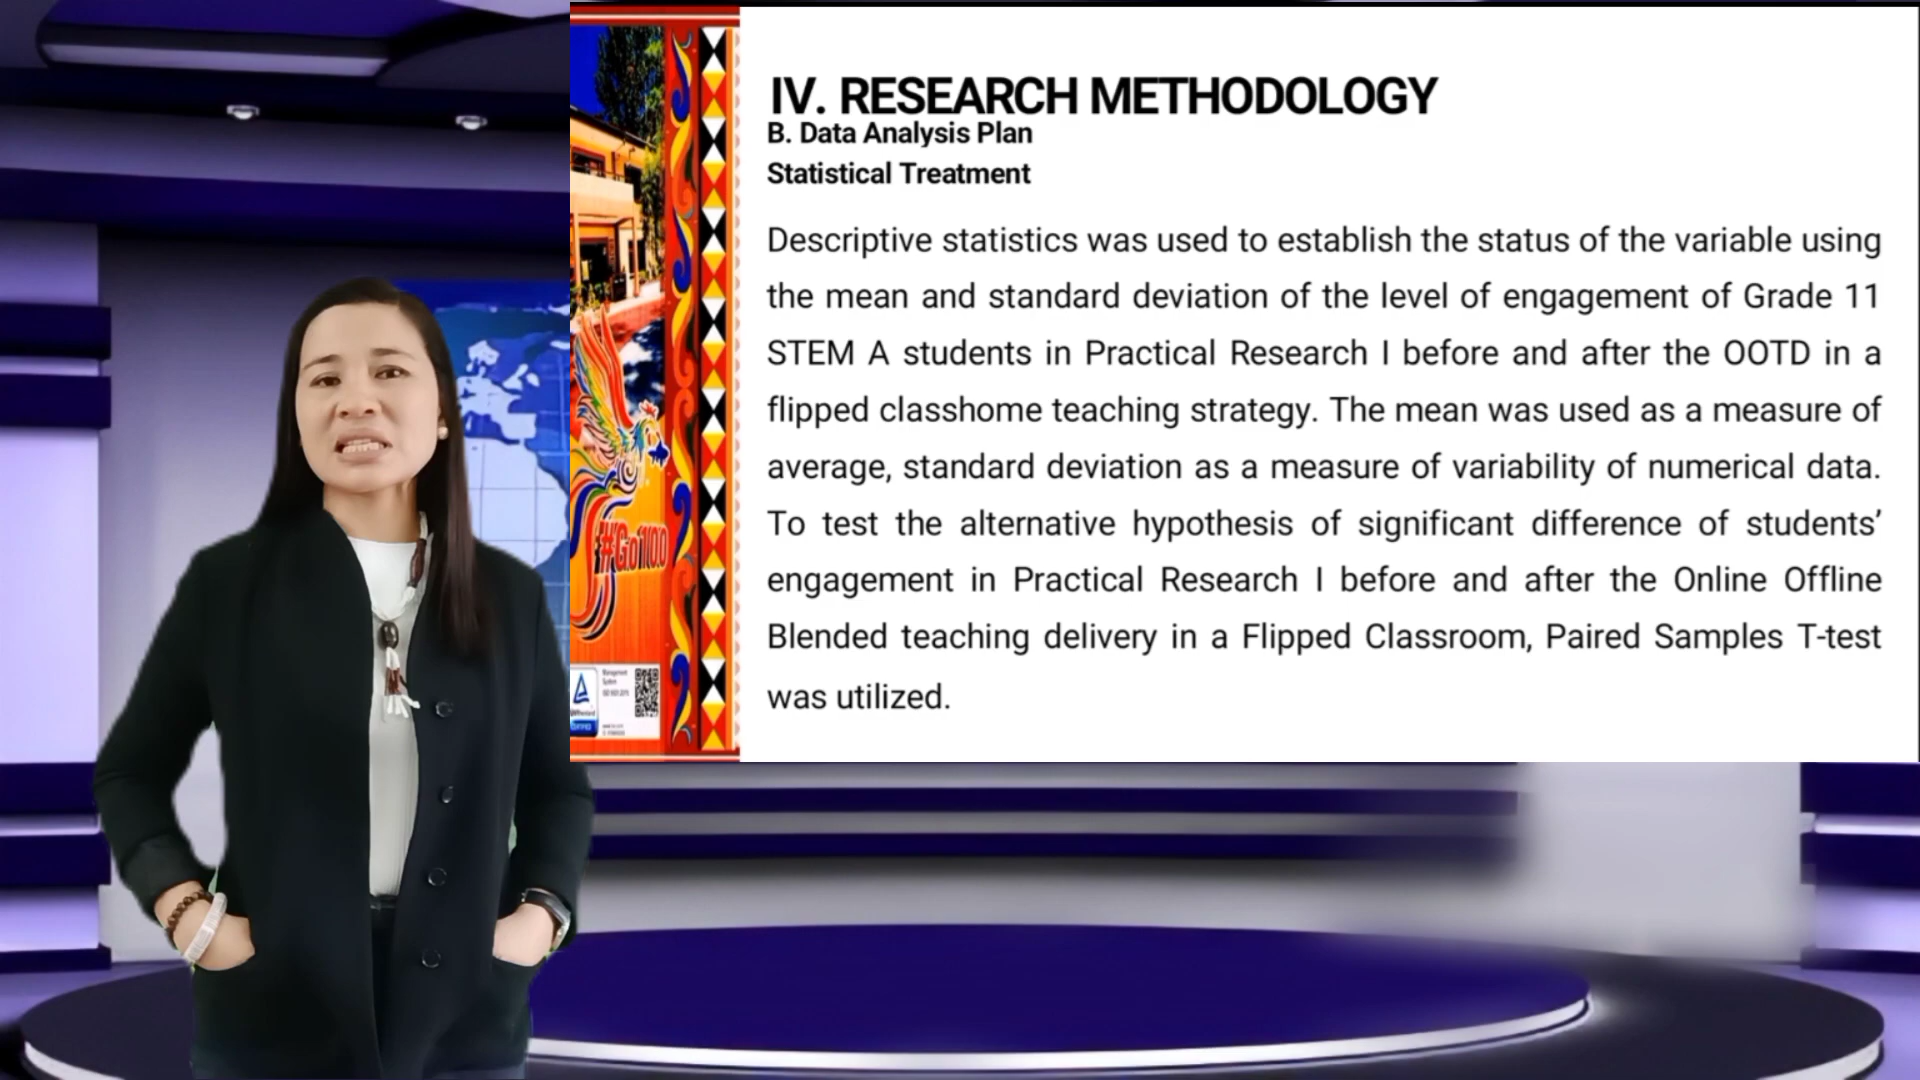 IV. RESEARCH METHODOLOGY
B. Data Analysis Plan
Statistical Treatment
Descriptive statistics was used to establish the status of the variable using
the mean and standard deviation of the level of engagement of Grade 11
STEM A students in Practical Research I before and after the OOTD in a
flipped classhome teaching strategy. The mean was used as a measure of
average, standard deviation as a measure of variability of numerical data.
To test the alternative hypothesis of significant difference of students’
engagement in Practical Research I before and after the Online Offline
Blended teaching delivery in a Flipped Classroom, Paired Samples T-test
was utilized.
Management
System